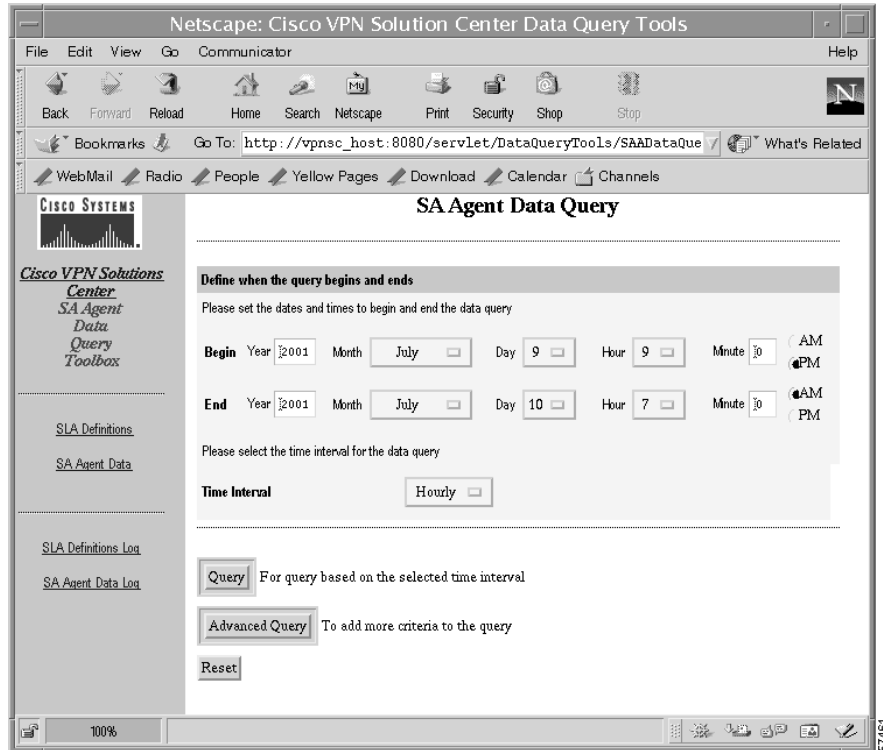 Netscape: Cisco VPN Solution Center Data Query Tools
File Edit View Go Communicator Help
Back Forward Reload Home Search Netscape Print Security Shop Stop
My
N
Bookmarks Go To: http://vpnsc_host:8080/servlet/DataQueryTools/SAADataQue What's Related
WebMail Radio People Yellow Pages Download Calendar Channels
CISCO SYSTEMS
Cisco VPN Solutions
Center
SA Agent
Data
Query
Toolbox
SLA Definitions
SA Agent Data
SLA Definitions Log
SA Agent Data Log
SA Agent Data Query
Define when the query begins and ends
Please set the dates and times to begin and end the data query
Begin Year 2001 Month July Day 9 Hour 9 Minute 0 AM PM
End Year 2001 Month July Day 10 Hour 7 Minute 0 AM PM
Please select the time interval for the data query
Time Interval Hourly
Query For query based on the selected time interval
Advanced Query To add more criteria to the query
Reset
100%